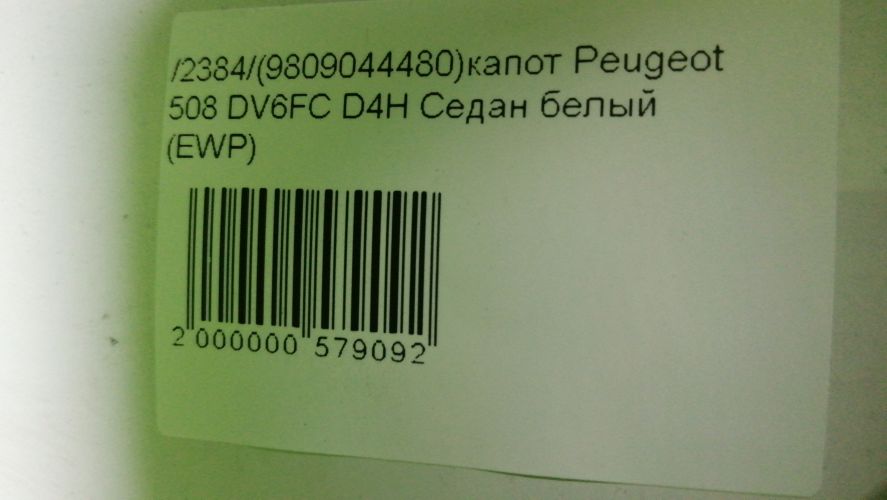 /2384/(9809044480)капот Peugeot
508 DV6FC D4H Седан белый
(EWP)
2 000000 579092